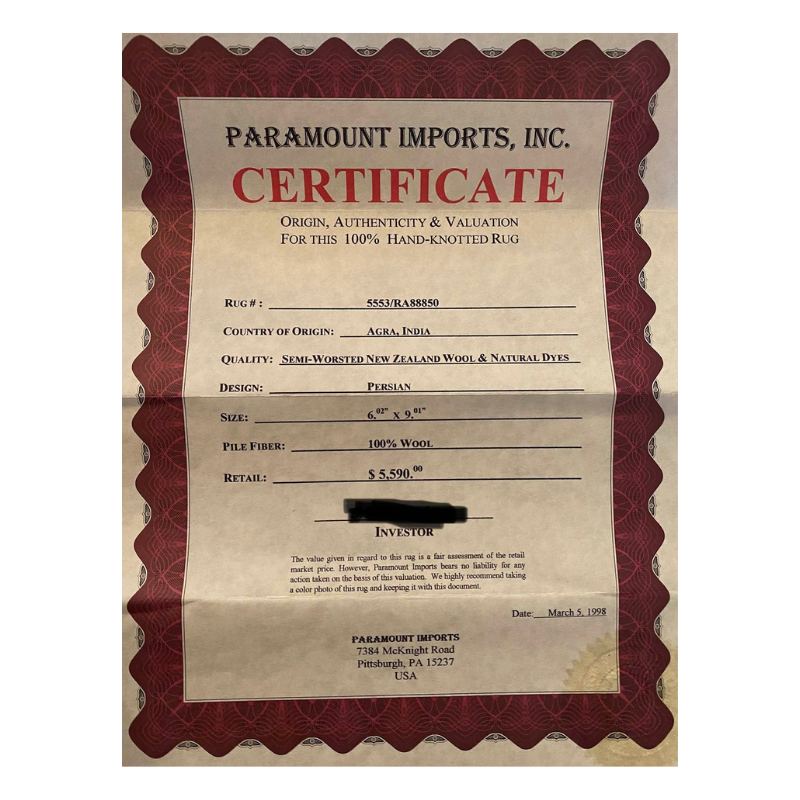 PARAMOUNT IMPORTS, INC.
CERTIFICATE
ORIGIN, AUTHENTICITY & VALUATION
FOR THIS 100% HAND-KNOTTED RUG
RUG # : 5553/RA88850
COUNTRY OF ORIGIN: AGRA, INDIA
QUALITY: SEMI-WORSTED NEW ZEALAND WOOL & NATURAL DYES
DESIGN: PERSIAN
SIZE: 6.02" X 9.01"
PILE FIBER: 100% WOOL
RETAIL: $ 5,590.00
INVESTOR
The value given in regard to this rug is a fair assessment of the retail
market price. However, Paramount Imports bears no liability for any
action taken on the basis of this valuation. We highly recommend taking
a color photo of this rug and keeping it with this document.
Date: March 5, 1998
PARAMOUNT IMPORTS
7384 McKnight Road
Pittsburgh, PA 15237
USA